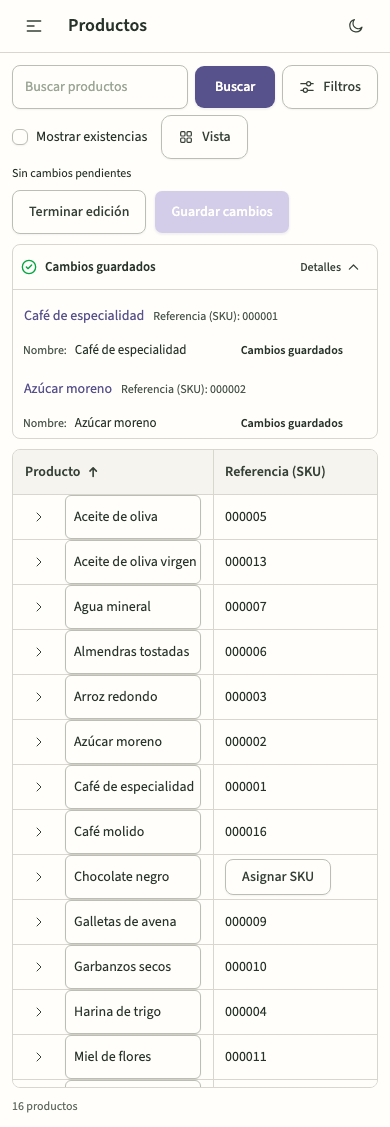 Productos
Buscar productos
Buscar
Filtros
Mostrar existencias
Vista
Sin cambios pendientes
Terminar edición
Guardar cambios
Cambios guardados
Detalles
Café de especialidad Referencia (SKU): 000001
Nombre: Café de especialidad Cambios guardados
Azúcar moreno Referencia (SKU): 000002
Nombre: Azúcar moreno Cambios guardados
Producto Referencia (SKU)
Aceite de oliva 000005
Aceite de oliva virgen 000013
Agua mineral 000007
Almendras tostadas 000006
Arroz redondo 000003
Azúcar moreno 000002
Café de especialidad 000001
Café molido 000016
Chocolate negro Asignar SKU
Galletas de avena 000009
Garbanzos secos 000010
Harina de trigo 000004
Miel de flores 000011
16 productos